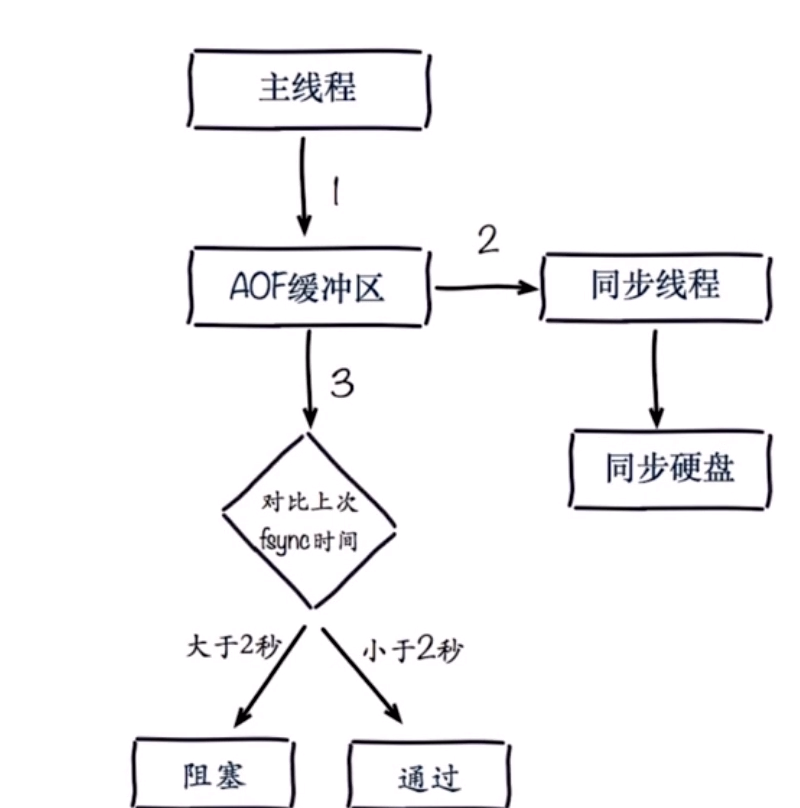 主线程
1
2
AOF缓冲区
同步线程
3
同步硬盘
对比上次
fsync时间
大于2秒
小于2秒
阻塞
通过